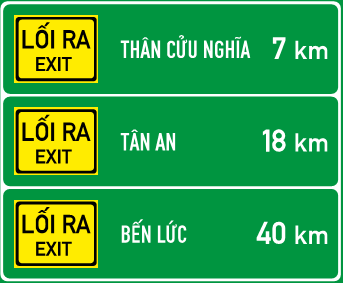 LỐI RA
EXIT
THÂN CỬU NGHĨA 7 km
LỐI RA
EXIT
TÂN AN 18 km
LỐI RA
EXIT
BẾN LỨC 40 km